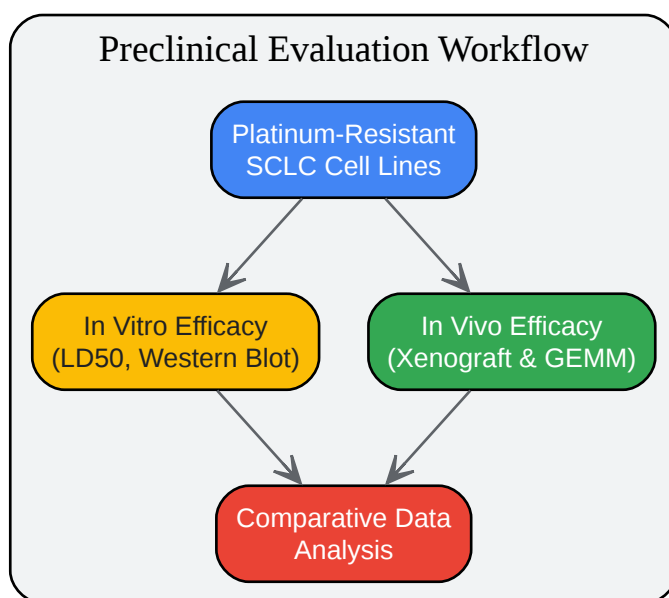 Preclinical Evaluation Workflow
Platinum-Resistant
SCLC Cell Lines
In Vitro Efficacy
(LD50, Western Blot)
In Vivo Efficacy
(Xenograft & GEMM)
Comparative Data
Analysis